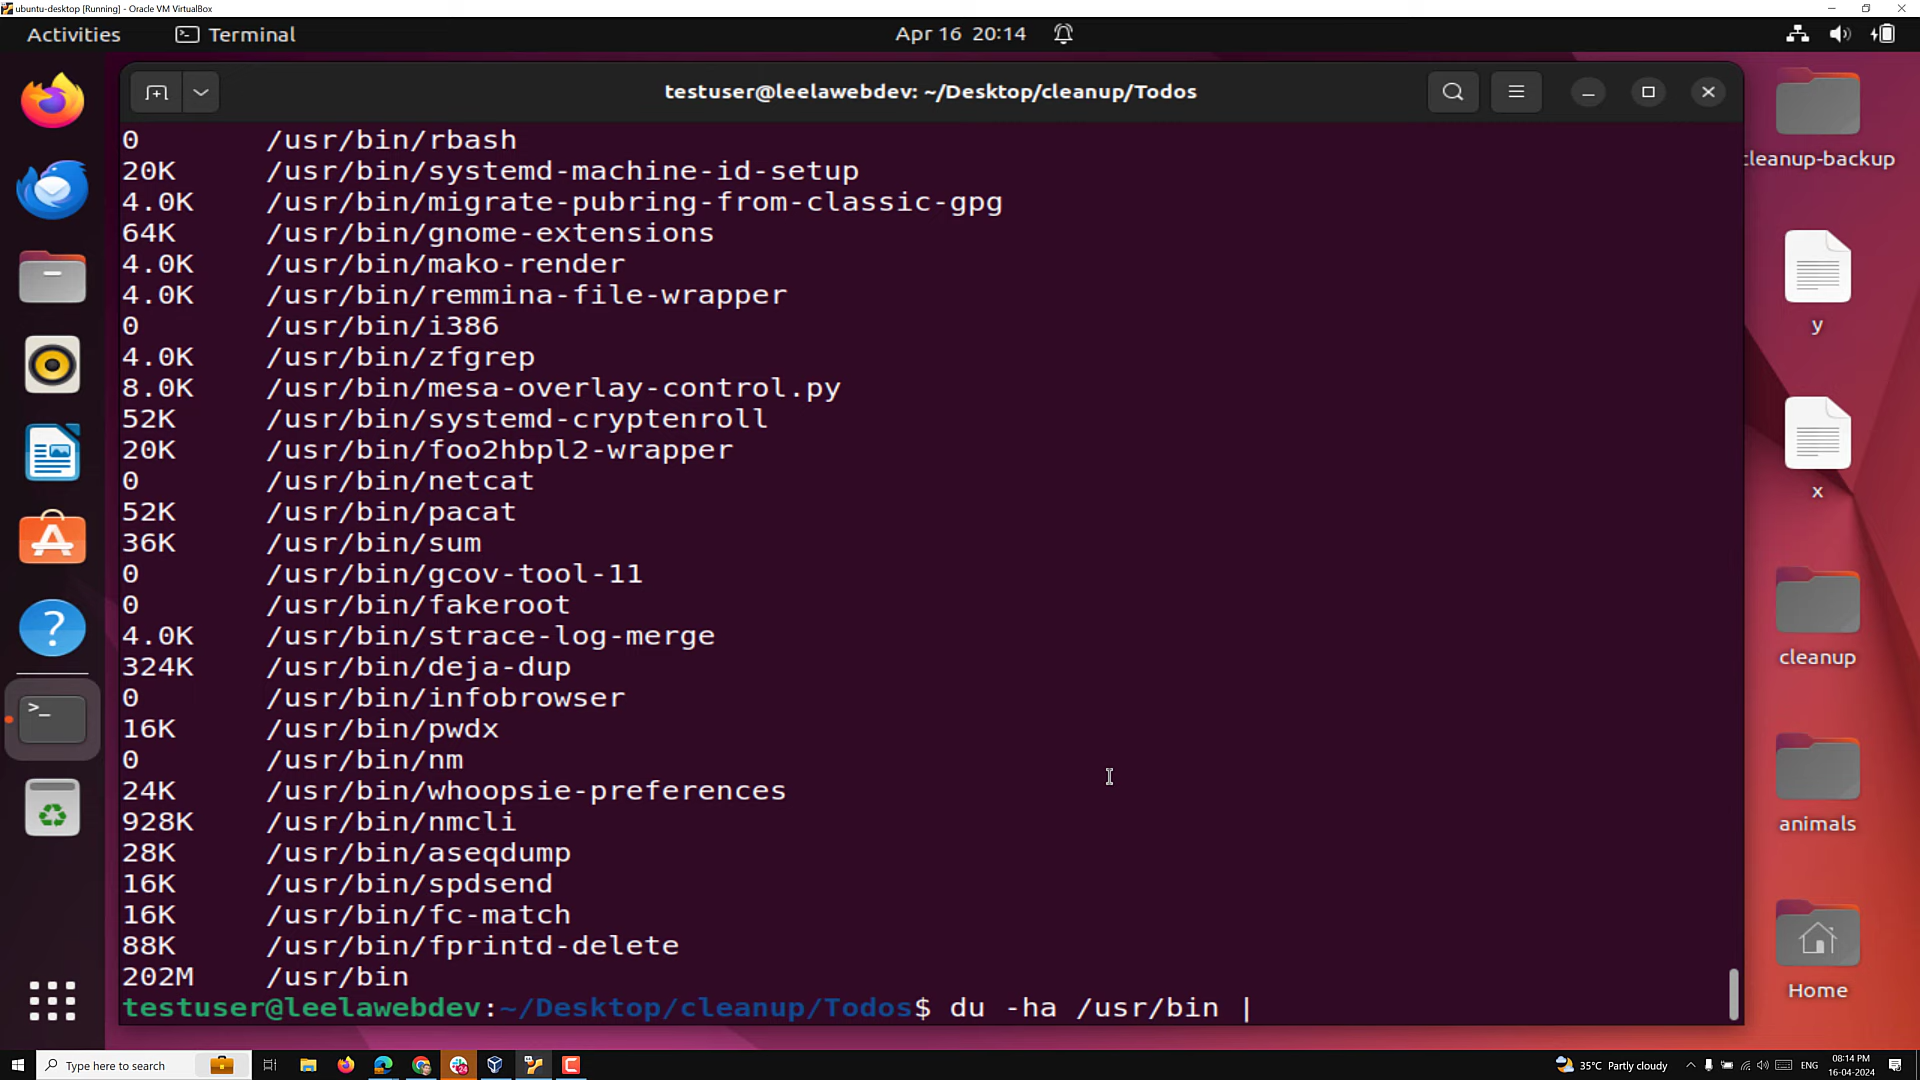 ubuntu-desktop [Running] - Oracle VM VirtualBox
Activities Terminal Apr 16 20:14
testuser@leelawebdev: ~/Desktop/cleanup/Todos
0 /usr/bin/rbash
20K /usr/bin/systemd-machine-id-setup
4.0K /usr/bin/migrate-pubring-from-classic-gpg
64K /usr/bin/gnome-extensions
4.0K /usr/bin/mako-render
4.0K /usr/bin/remmina-file-wrapper
0 /usr/bin/i386
4.0K /usr/bin/zfgrep
8.0K /usr/bin/mesa-overlay-control.py
52K /usr/bin/systemd-cryptenroll
20K /usr/bin/foo2hbpl2-wrapper
0 /usr/bin/netcat
52K /usr/bin/pacat
36K /usr/bin/sum
0 /usr/bin/gcov-tool-11
0 /usr/bin/fakeroot
4.0K /usr/bin/strace-log-merge
324K /usr/bin/deja-dup
0 /usr/bin/infobrowser
16K /usr/bin/pwdx
0 /usr/bin/nm
24K /usr/bin/whoopsie-preferences
928K /usr/bin/nmcli
28K /usr/bin/aseqdump
16K /usr/bin/spdsend
16K /usr/bin/fc-match
88K /usr/bin/fprintd-delete
202M /usr/bin
testuser@leelawebdev:~/Desktop/cleanup/Todos$ du -ha /usr/bin |
cleanup-backup
y
x
cleanup
animals
Home
Type here to search
35°C Partly cloudy
ENG
08:14 PM
16-04-2024